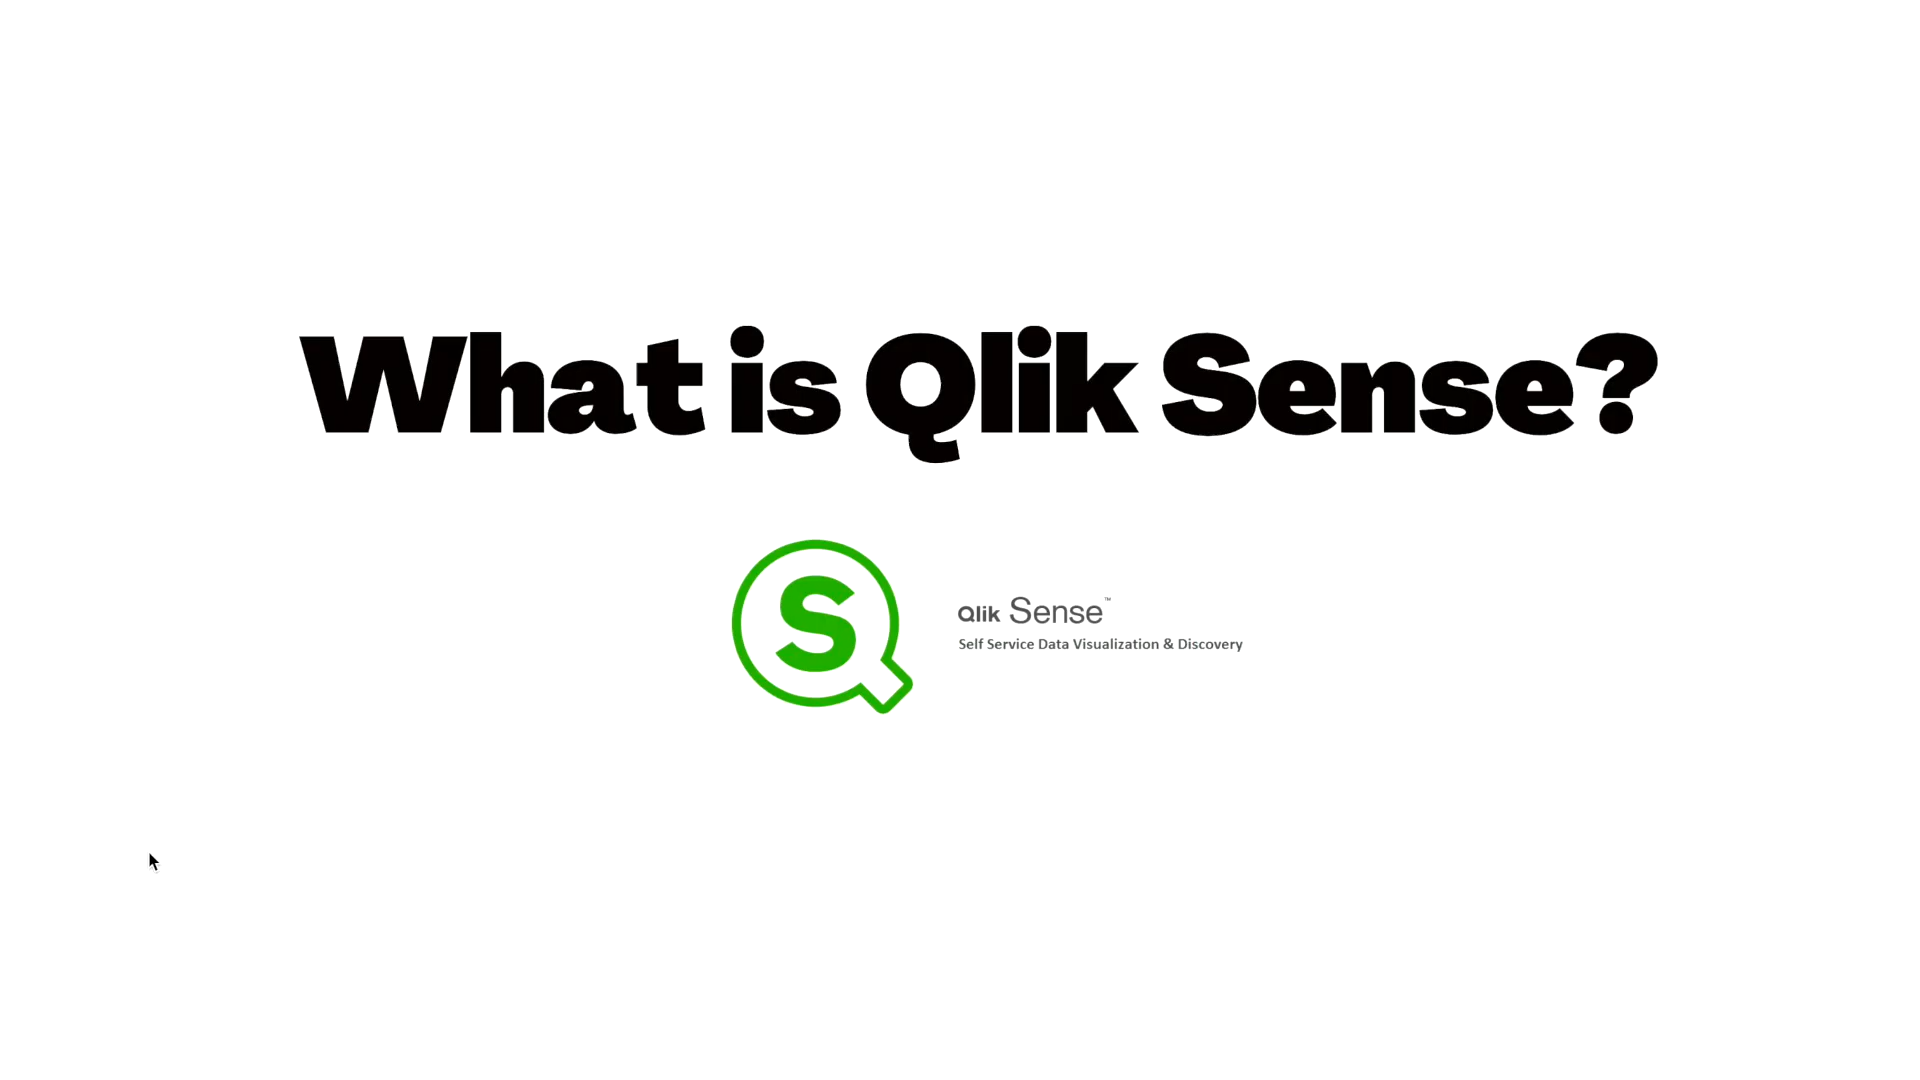 What is Qlik Sense?
S
Qlik Sense™
Self Service Data Visualization & Discovery